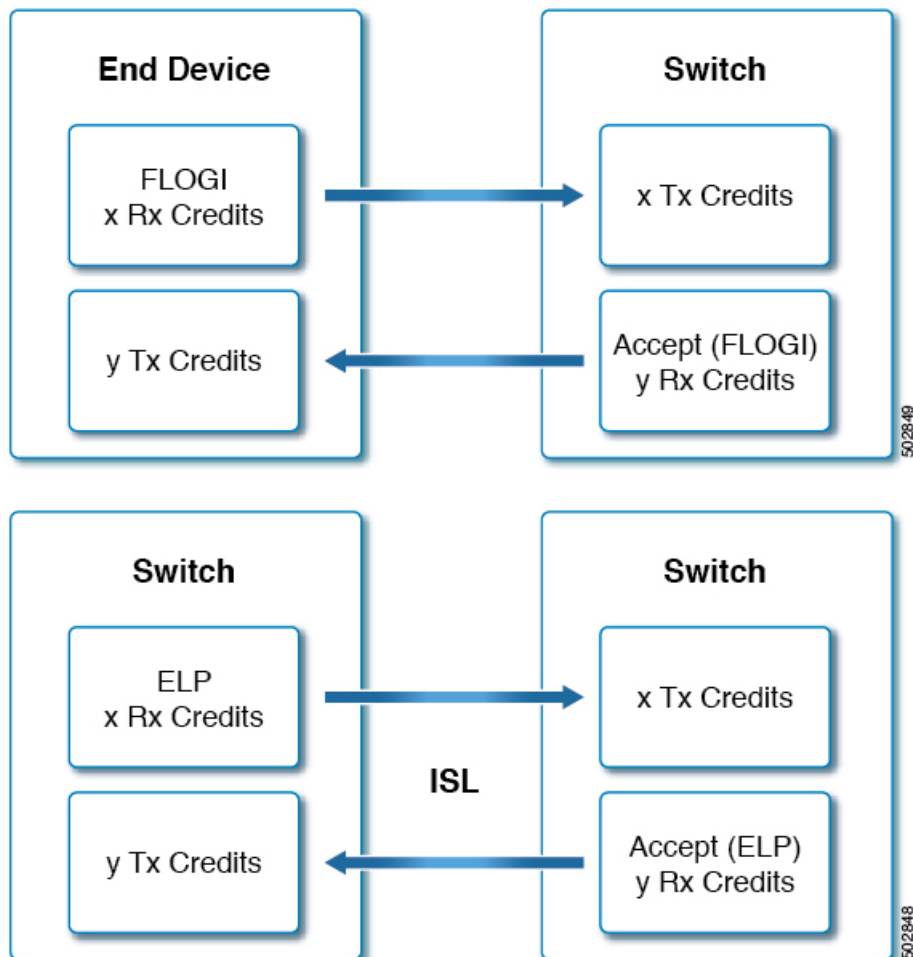 End Device
Switch
FLOGI
x Rx Credits
x Tx Credits
y Tx Credits
Accept (FLOGI)
y Rx Credits
502849
Switch
Switch
ELP
x Rx Credits
x Tx Credits
ISL
y Tx Credits
Accept (ELP)
y Rx Credits
502848